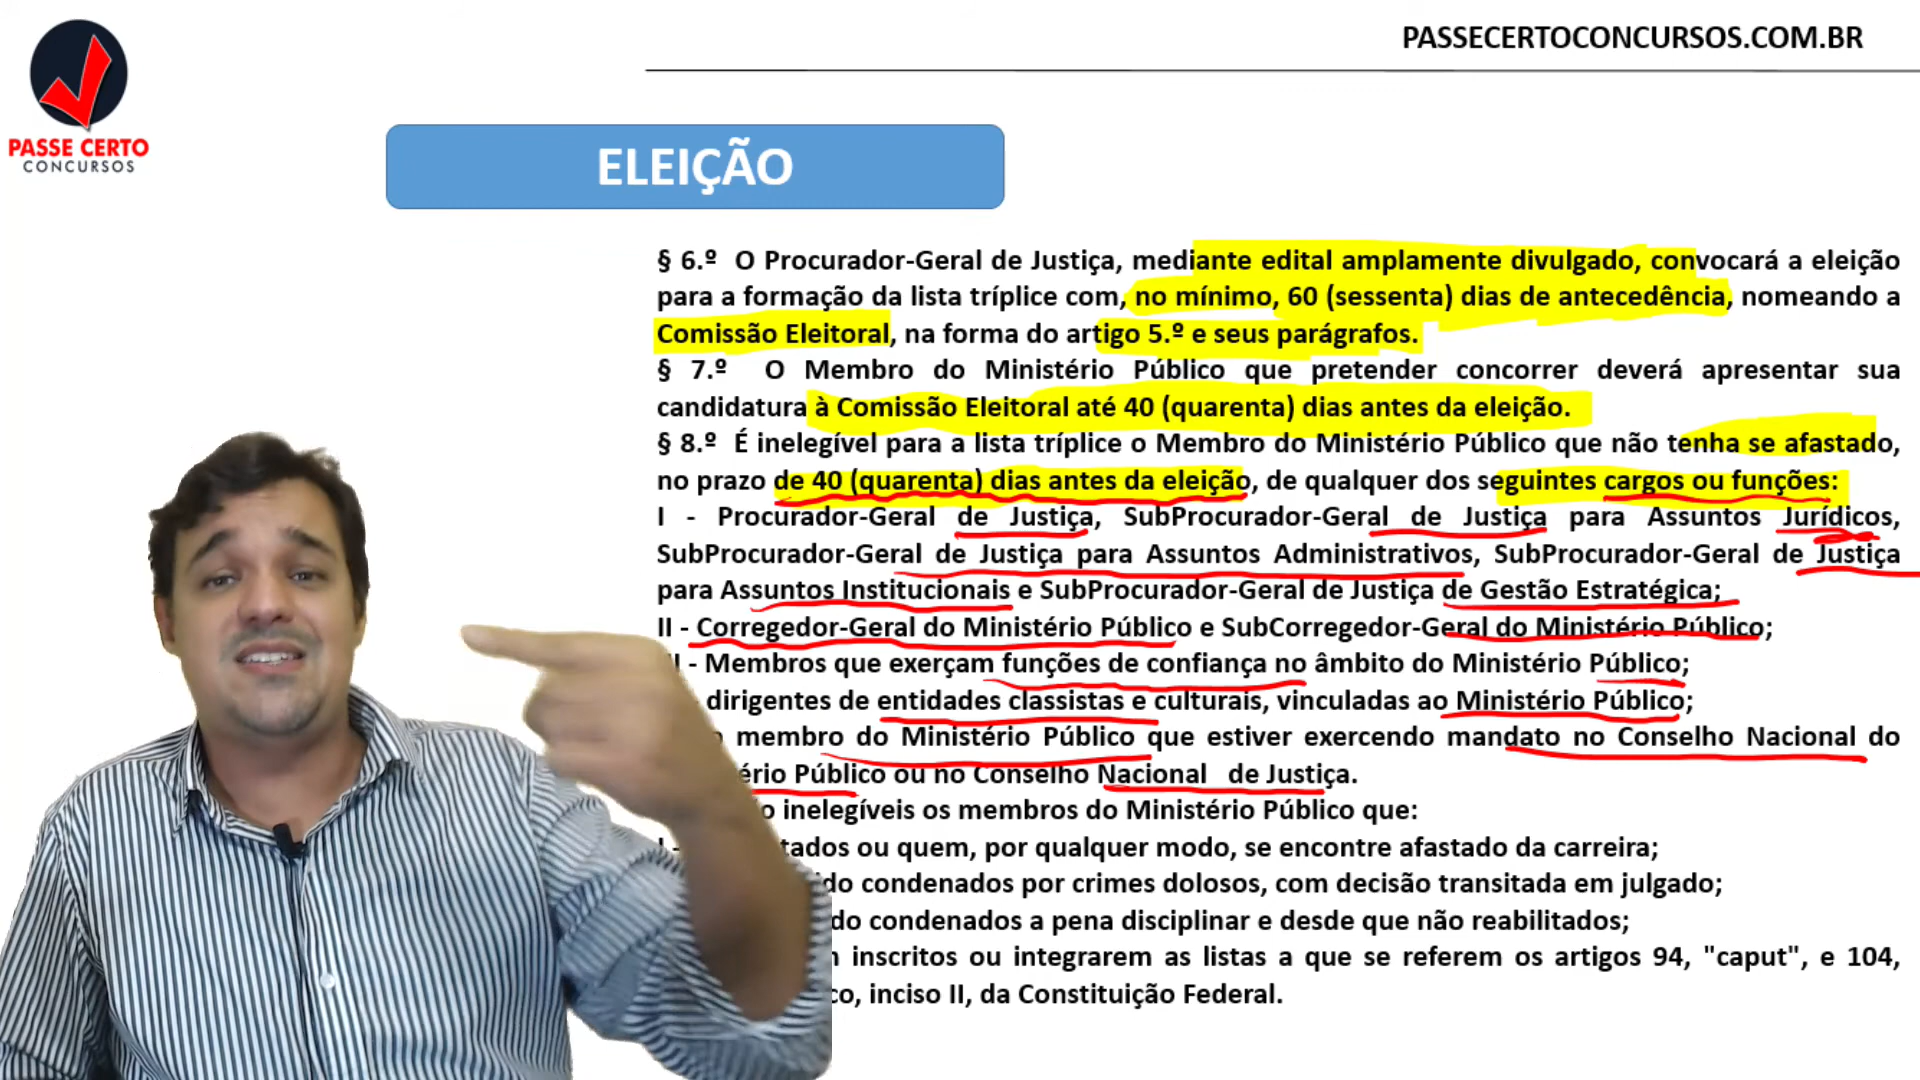 PASSECERTOCONCURSOS.COM.BR
PASSE CERTO
CONCURSOS
ELEIÇÃO
§ 6.º O Procurador-Geral de Justiça, mediante edital amplamente divulgado, convocará a eleição
para a formação da lista tríplice com, no mínimo, 60 (sessenta) dias de antecedência, nomeando a
Comissão Eleitoral, na forma do artigo 5.º e seus parágrafos.
§ 7.º O Membro do Ministério Público que pretender concorrer deverá apresentar sua
candidatura à Comissão Eleitoral até 40 (quarenta) dias antes da eleição.
§ 8.º É inelegível para a lista tríplice o Membro do Ministério Público que não tenha se afastado,
no prazo de 40 (quarenta) dias antes da eleição, de qualquer dos seguintes cargos ou funções:
I - Procurador-Geral de Justiça, SubProcurador-Geral de Justiça para Assuntos Jurídicos,
SubProcurador-Geral de Justiça para Assuntos Administrativos, SubProcurador-Geral de Justiça
para Assuntos Institucionais e SubProcurador-Geral de Justiça de Gestão Estratégica;
II - Corregedor-Geral do Ministério Público e SubCorregedor-Geral do Ministério Público;
- Membros que exerçam funções de confiança no âmbito do Ministério Público;
dirigentes de entidades classistas e culturais, vinculadas ao Ministério Público;
membro do Ministério Público que estiver exercendo mandato no Conselho Nacional do
Público ou no Conselho Nacional de Justiça.
inelegíveis os membros do Ministério Público que:
ou quem, por qualquer modo, se encontre afastado da carreira;
condenados por crimes dolosos, com decisão transitada em julgado;
condenados a pena disciplinar e desde que não reabilitados;
inscritos ou integrarem as listas a que se referem os artigos 94, "caput", e 104,
inciso II, da Constituição Federal.